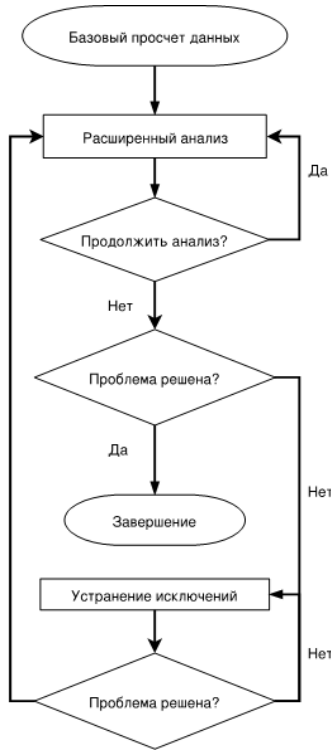 Базовый просчет данных
Расширенный анализ
Да
Продолжить анализ?
Нет
Проблема решена?
Да
Нет
Завершение
Устранение исключений
Нет
Проблема решена?